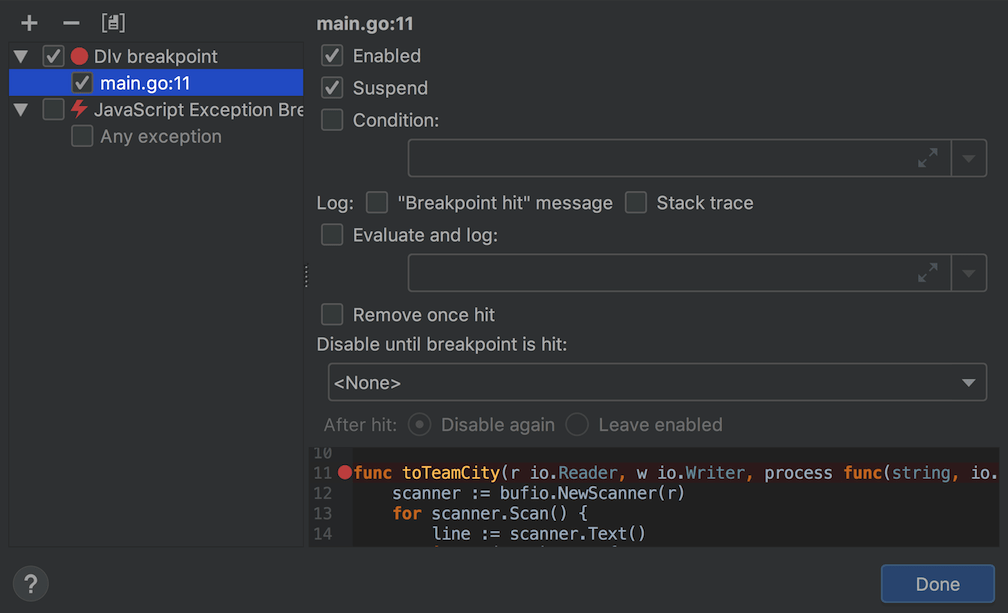 Dlv breakpoint
main.go:11
JavaScript Exception Bre
Any exception
main.go:11
Enabled
Suspend
Condition:
Log: "Breakpoint hit" message Stack trace
Evaluate and log:
Remove once hit
Disable until breakpoint is hit:
<None>
After hit: Disable again Leave enabled
10
11 func toTeamCity(r io.Reader, w io.Writer, process func(string, io.
12 scanner := bufio.NewScanner(r)
13 for scanner.Scan() {
14 line := scanner.Text()
?
Done